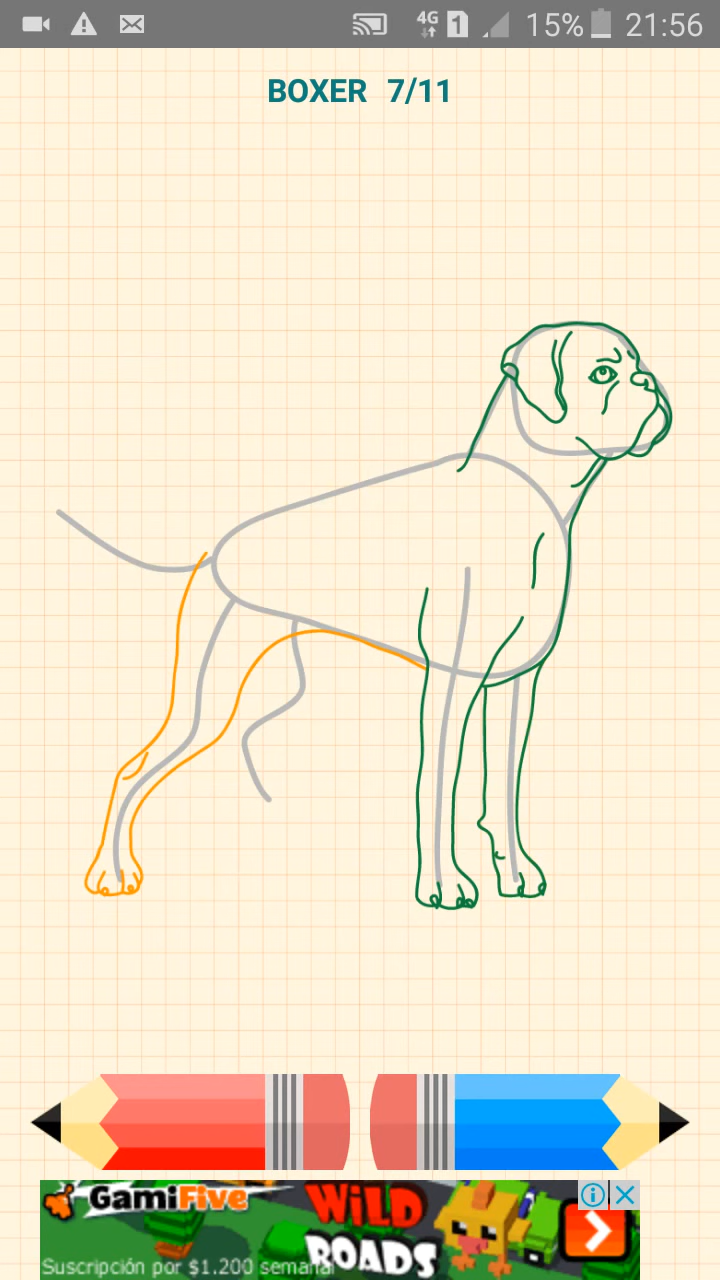 4G 1 15% 21:56
BOXER 7/11
GamiFive
WiLD
ROADS
Suscripción por $1.200 semanal